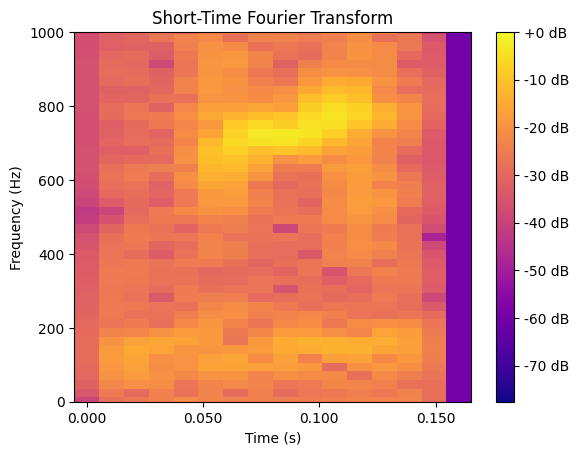 Short-Time Fourier Transform
1000
800
600
400
200
0
Frequency (Hz)
0.000
0.050
0.100
0.150
Time (s)
+0 dB
-10 dB
-20 dB
-30 dB
-40 dB
-50 dB
-60 dB
-70 dB